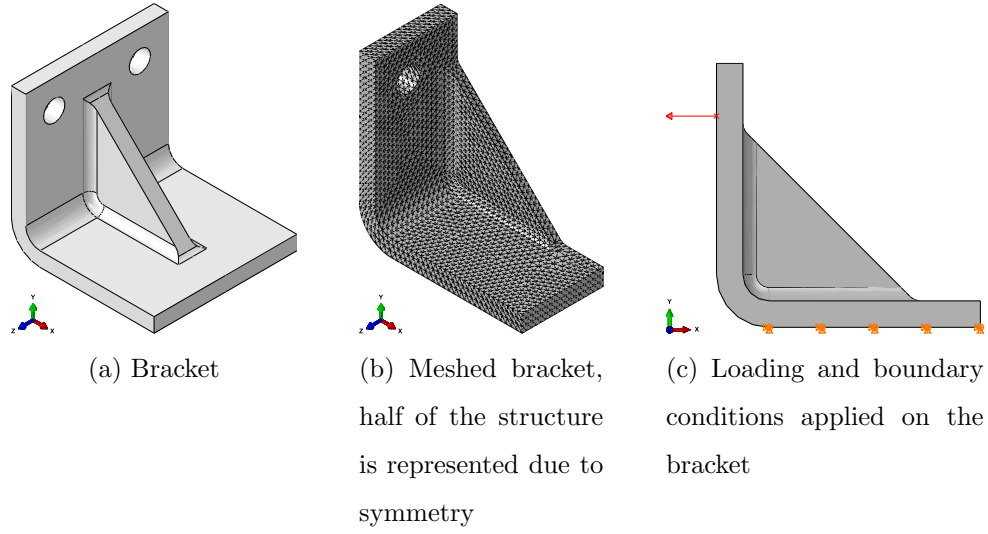 Y
Z
X
Y
Z
X
Y
X
(a) Bracket
(b) Meshed bracket,
half of the structure
is represented due to
symmetry
(c) Loading and boundary
conditions applied on the
bracket